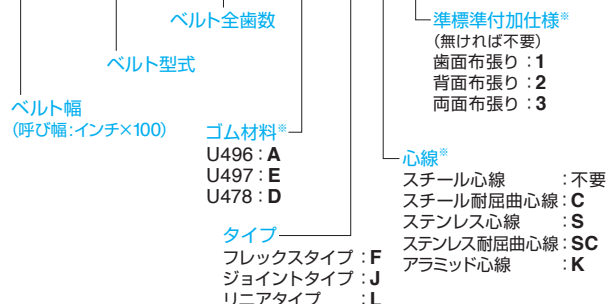 ベルト全歯数
準標準付加仕様※
(無ければ不要)
歯面布張り：1
背面布張り：2
両面布張り：3
ベルト型式
ベルト幅
(呼び幅:インチ×100)
ゴム材料※
U496：A
U497：E
U478：D
心線※
スチール心線：不要
スチール耐屈曲心線：C
ステンレス心線：S
ステンレス耐屈曲心線：SC
アラミッド心線：K
タイプ
フレックスタイプ：F
ジョイントタイプ：J
リニアタイプ：L